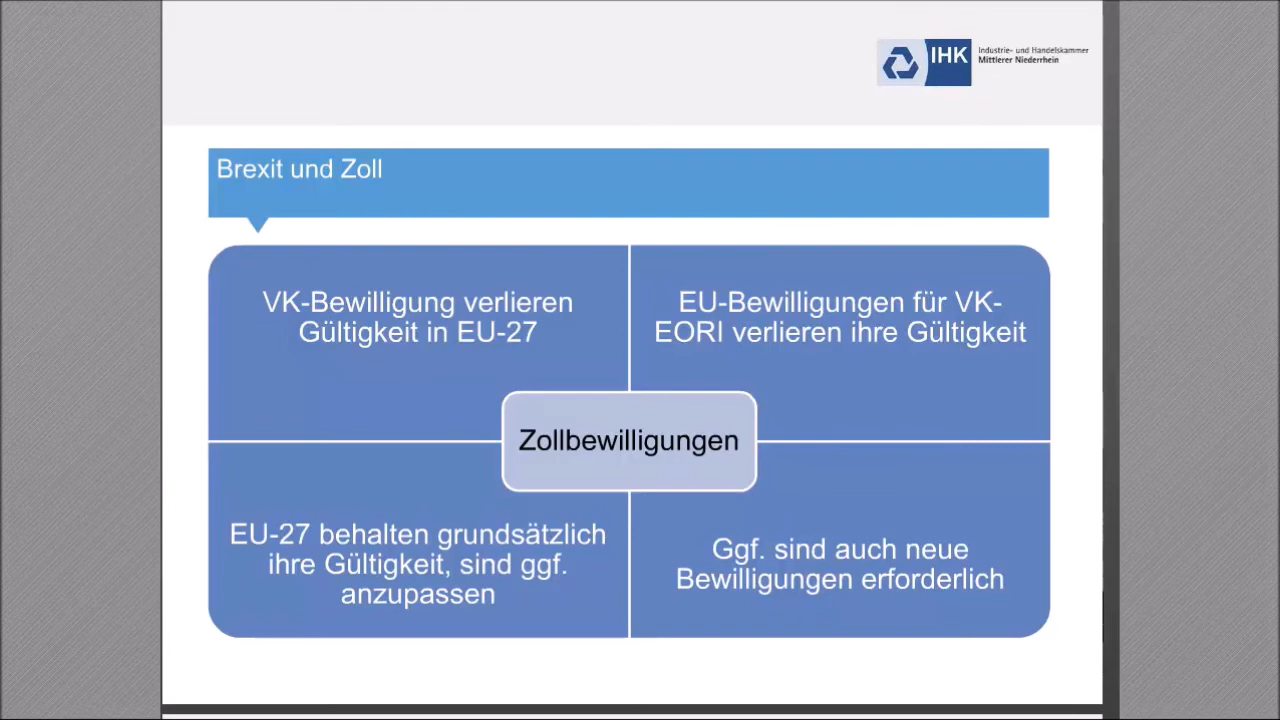 IHK
Industrie- und Handelskammer
Mittlerer Niederrhein
Brexit und Zoll
VK-Bewilligung verlieren
Gültigkeit in EU-27
EU-Bewilligungen für VK-
EORI verlieren ihre Gültigkeit
Zollbewilligungen
EU-27 behalten grundsätzlich
ihre Gültigkeit, sind ggf.
anzupassen
Ggf. sind auch neue
Bewilligungen erforderlich